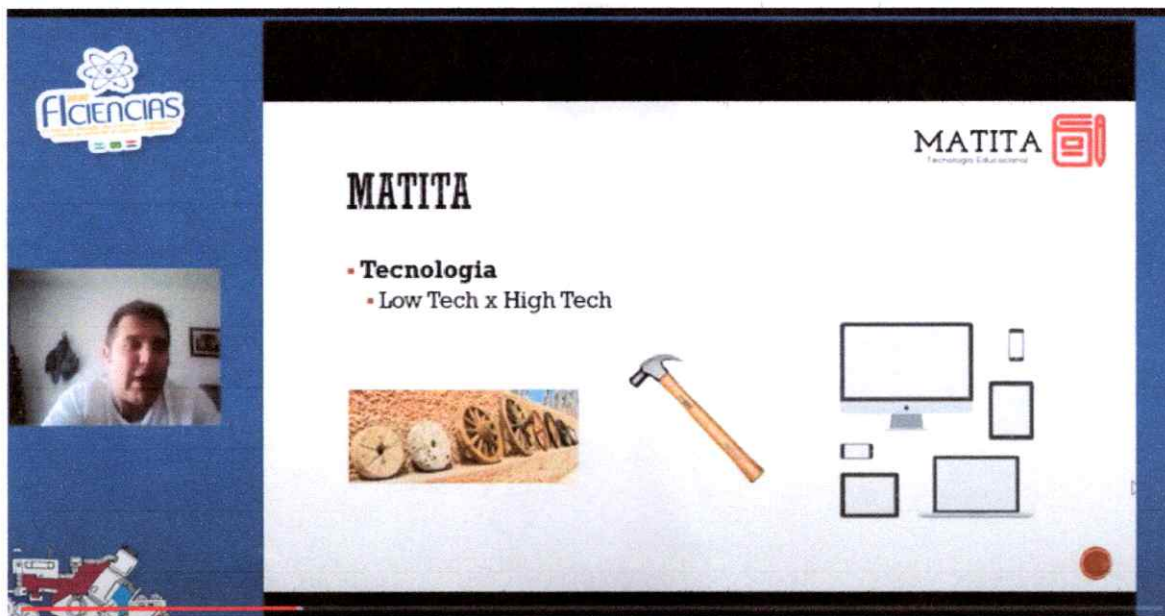 FICIENCIAS
MATITA
Tecnologia Educacional
MATITA
Tecnologia
Low Tech x High Tech